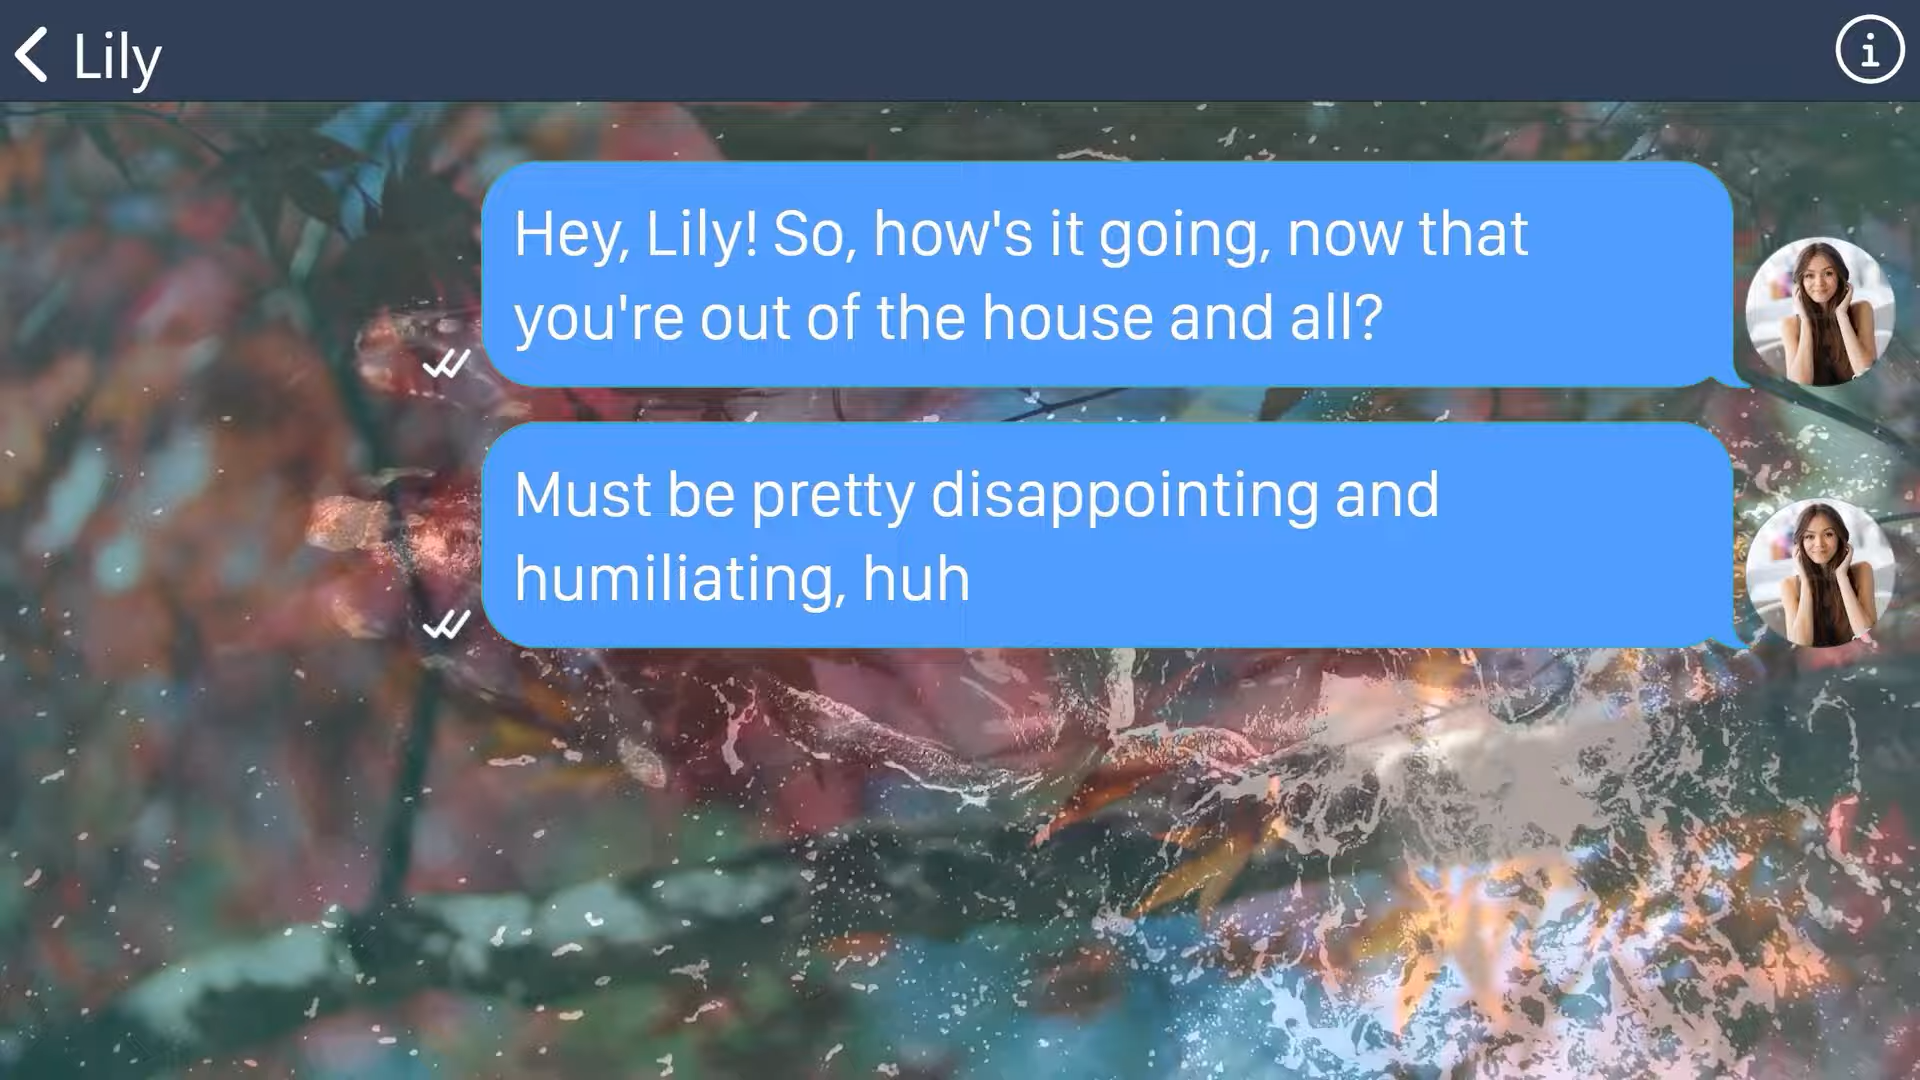 Lily
Hey, Lily! So, how's it going, now that
you're out of the house and all?
Must be pretty disappointing and
humiliating, huh